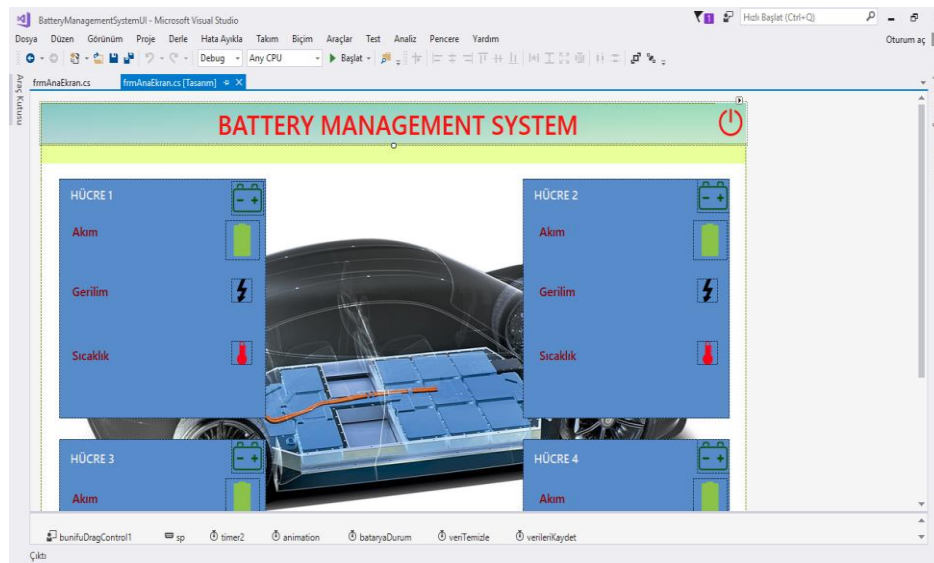 BatteryManagementSystemUI - Microsoft Visual Studio
1
Hızlı Başlat (Ctrl+Q)
Dosya Düzen Görünüm Proje Derle Hata Ayıkla Takım Biçim Araçlar Test Analiz Pencere Yardım
Oturum aç
Debug Any CPU Başlat
Araç Kutusu
frmAnaEkran.cs frmAnaEkran.cs [Tasarım]
BATTERY MANAGEMENT SYSTEM
HÜCRE 1
Akım
Gerilim
Sıcaklık
HÜCRE 2
Akım
Gerilim
Sıcaklık
HÜCRE 3
Akım
HÜCRE 4
Akım
bunifuDragControl1 sp timer2 animation bataryaDurum veriTemizle verileriKaydet
Çıktı